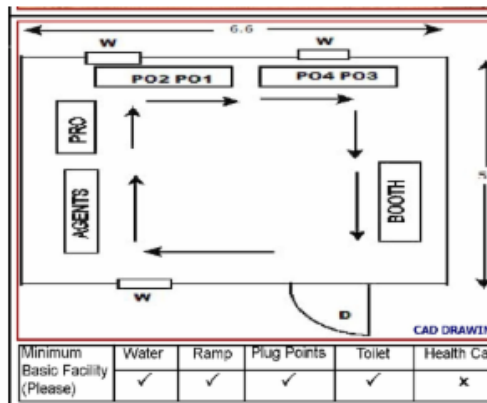 6.6
W
W
PO2 PO1
PO4 PO3
PRO
AGENTS
BOOTH
W
D
CAD DRAWIN
Minimum Basic Facility (Please)
Water
Ramp
Plug Points
Toilet
Health Ca
✓
✓
✓
✓
x